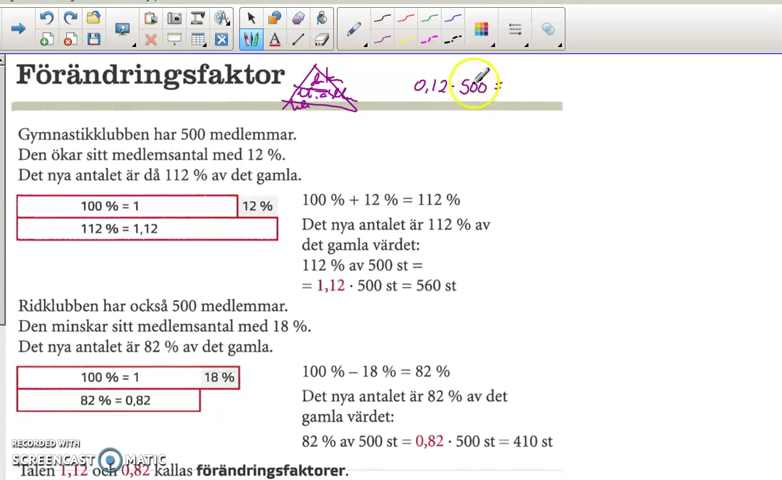 Förändringsfaktor
0,12 · 500 =
Gymnastikklubben har 500 medlemmar.
Den ökar sitt medlemsantal med 12 %.
Det nya antalet är då 112 % av det gamla.
100 % = 1
12 %
112 % = 1,12
100 % + 12 % = 112 %
Det nya antalet är 112 % av
det gamla värdet:
112 % av 500 st =
= 1,12 · 500 st = 560 st
Ridklubben har också 500 medlemmar.
Den minskar sitt medlemsantal med 18 %.
Det nya antalet är 82 % av det gamla.
100 % = 1
18 %
82 % = 0,82
100 % – 18 % = 82 %
Det nya antalet är 82 % av det
gamla värdet:
82 % av 500 st = 0,82 · 500 st = 410 st
RECORDED WITH
SCREENCAST MATIC
Talen 1,12 och 0,82 kallas förändringsfaktorer.